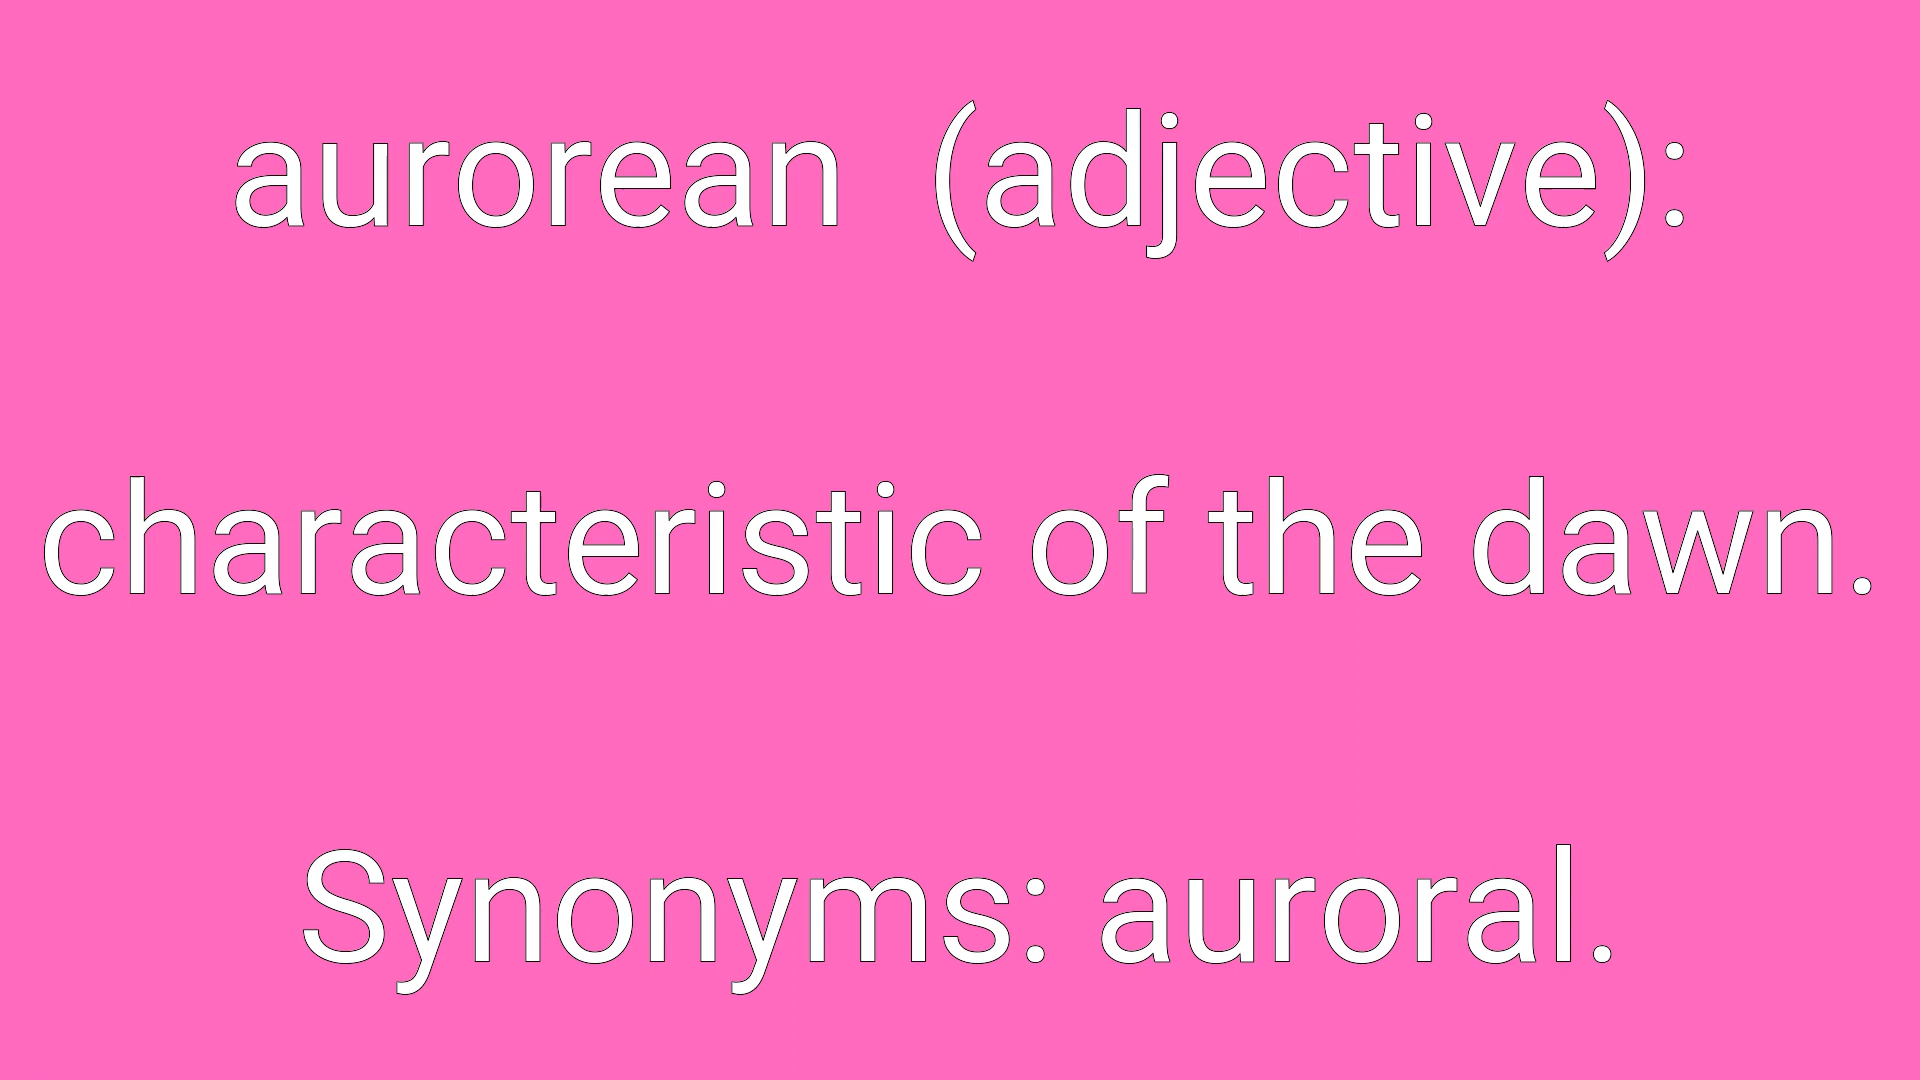 aurorean (adjective):
characteristic of the dawn.
Synonyms: auroral.